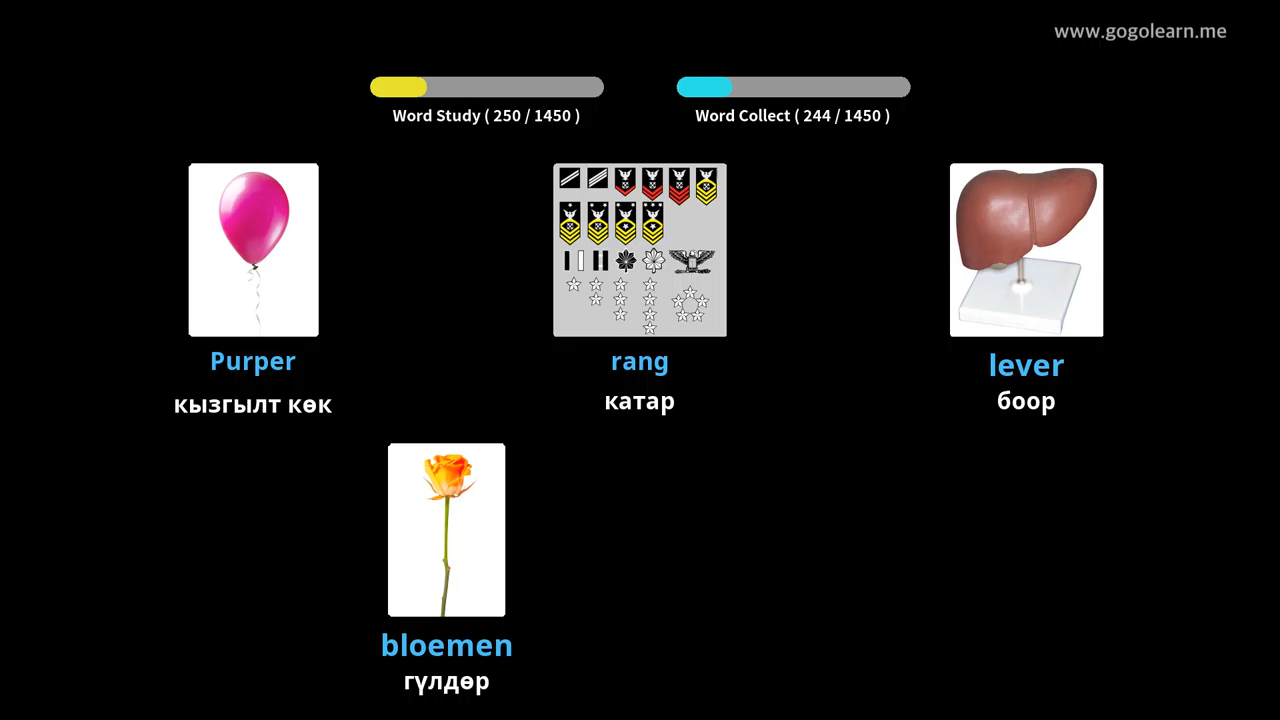 www.gogolearn.me
Word Study ( 250 / 1450 )
Word Collect ( 244 / 1450 )
Purper
rang
lever
кызгылт көк
катар
боор
bloemen
гүлдөр